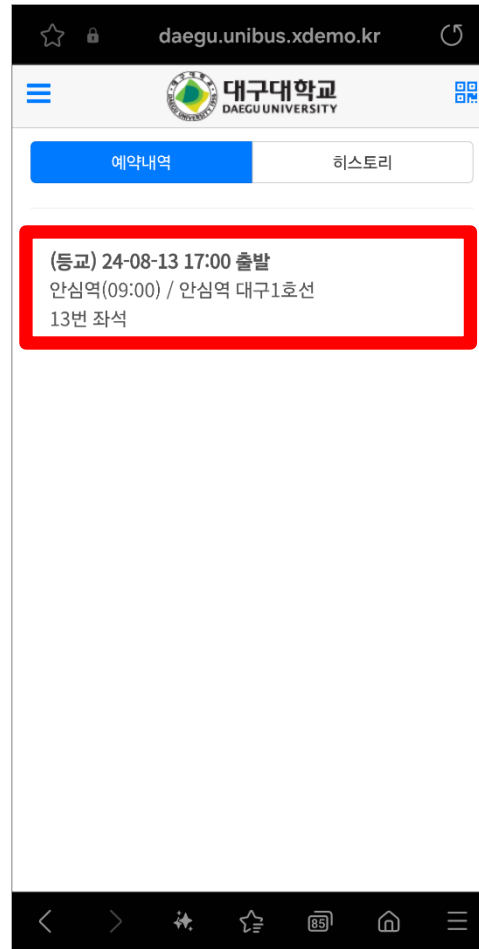 daegu.unibus.xdemo.kr
대구대학교
DAEGU UNIVERSITY
예약내역
히스토리
(등교) 24-08-13 17:00 출발
안심역(09:00) / 안심역 대구1호선
13번 좌석
85